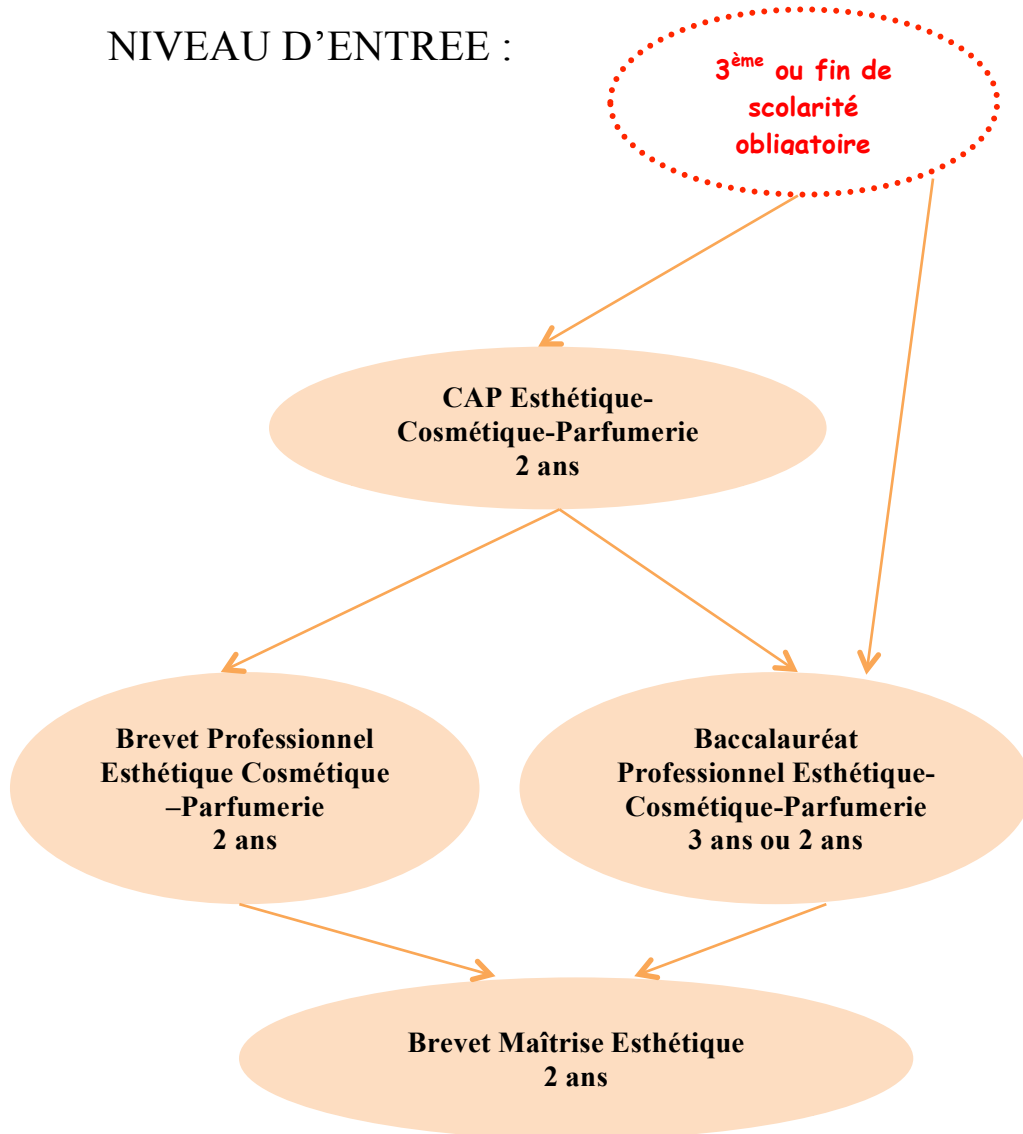 NIVEAU D’ENTREE :
3ème ou fin de
scolarité
obligatoire
CAP Esthétique-
Cosmétique-Parfumerie
2 ans
Brevet Professionnel
Esthétique Cosmétique
–Parfumerie
2 ans
Baccalauréat
Professionnel Esthétique-
Cosmétique-Parfumerie
3 ans ou 2 ans
Brevet Maîtrise Esthétique
2 ans